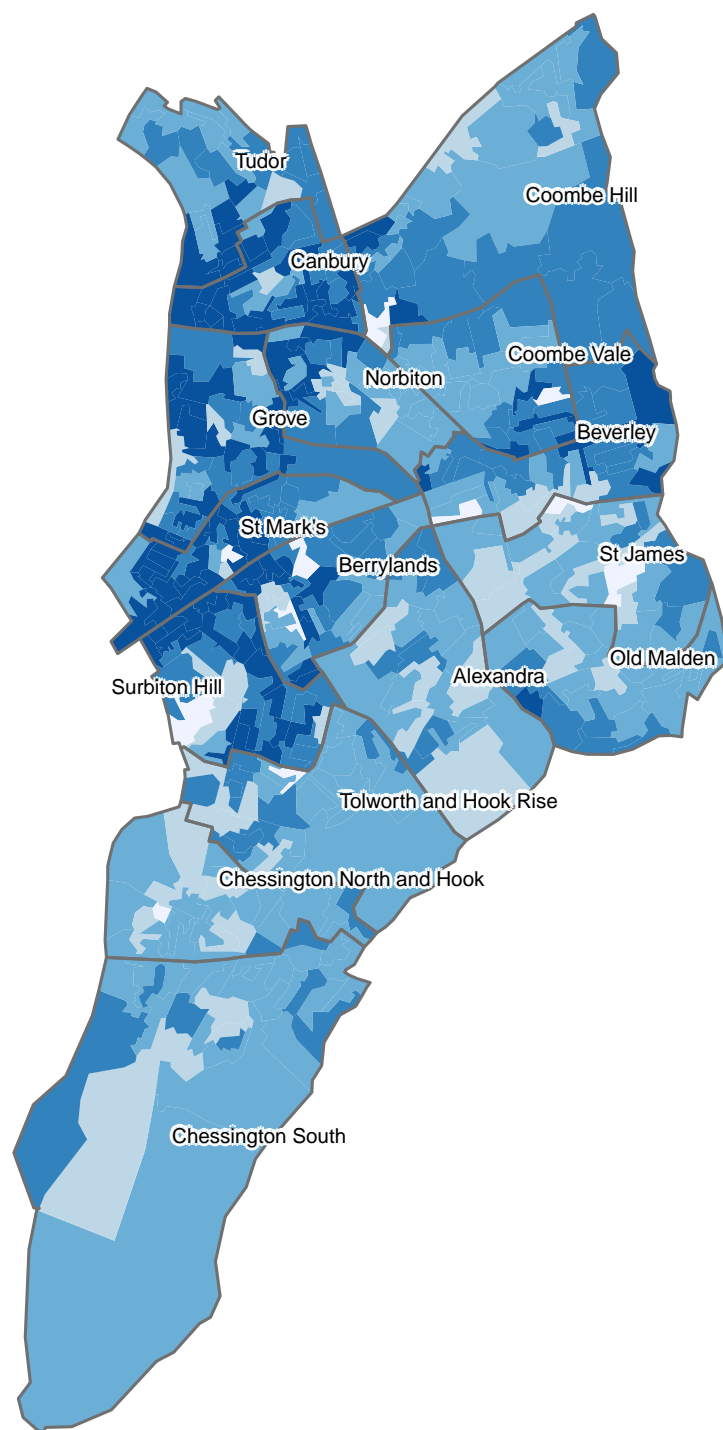 Tudor
Coombe Hill
Canbury
Coombe Vale
Norbiton
Grove
Beverley
St Mark's
St James
Berrylands
Old Malden
Alexandra
Surbiton Hill
Tolworth and Hook Rise
Chessington North and Hook
Chessington South